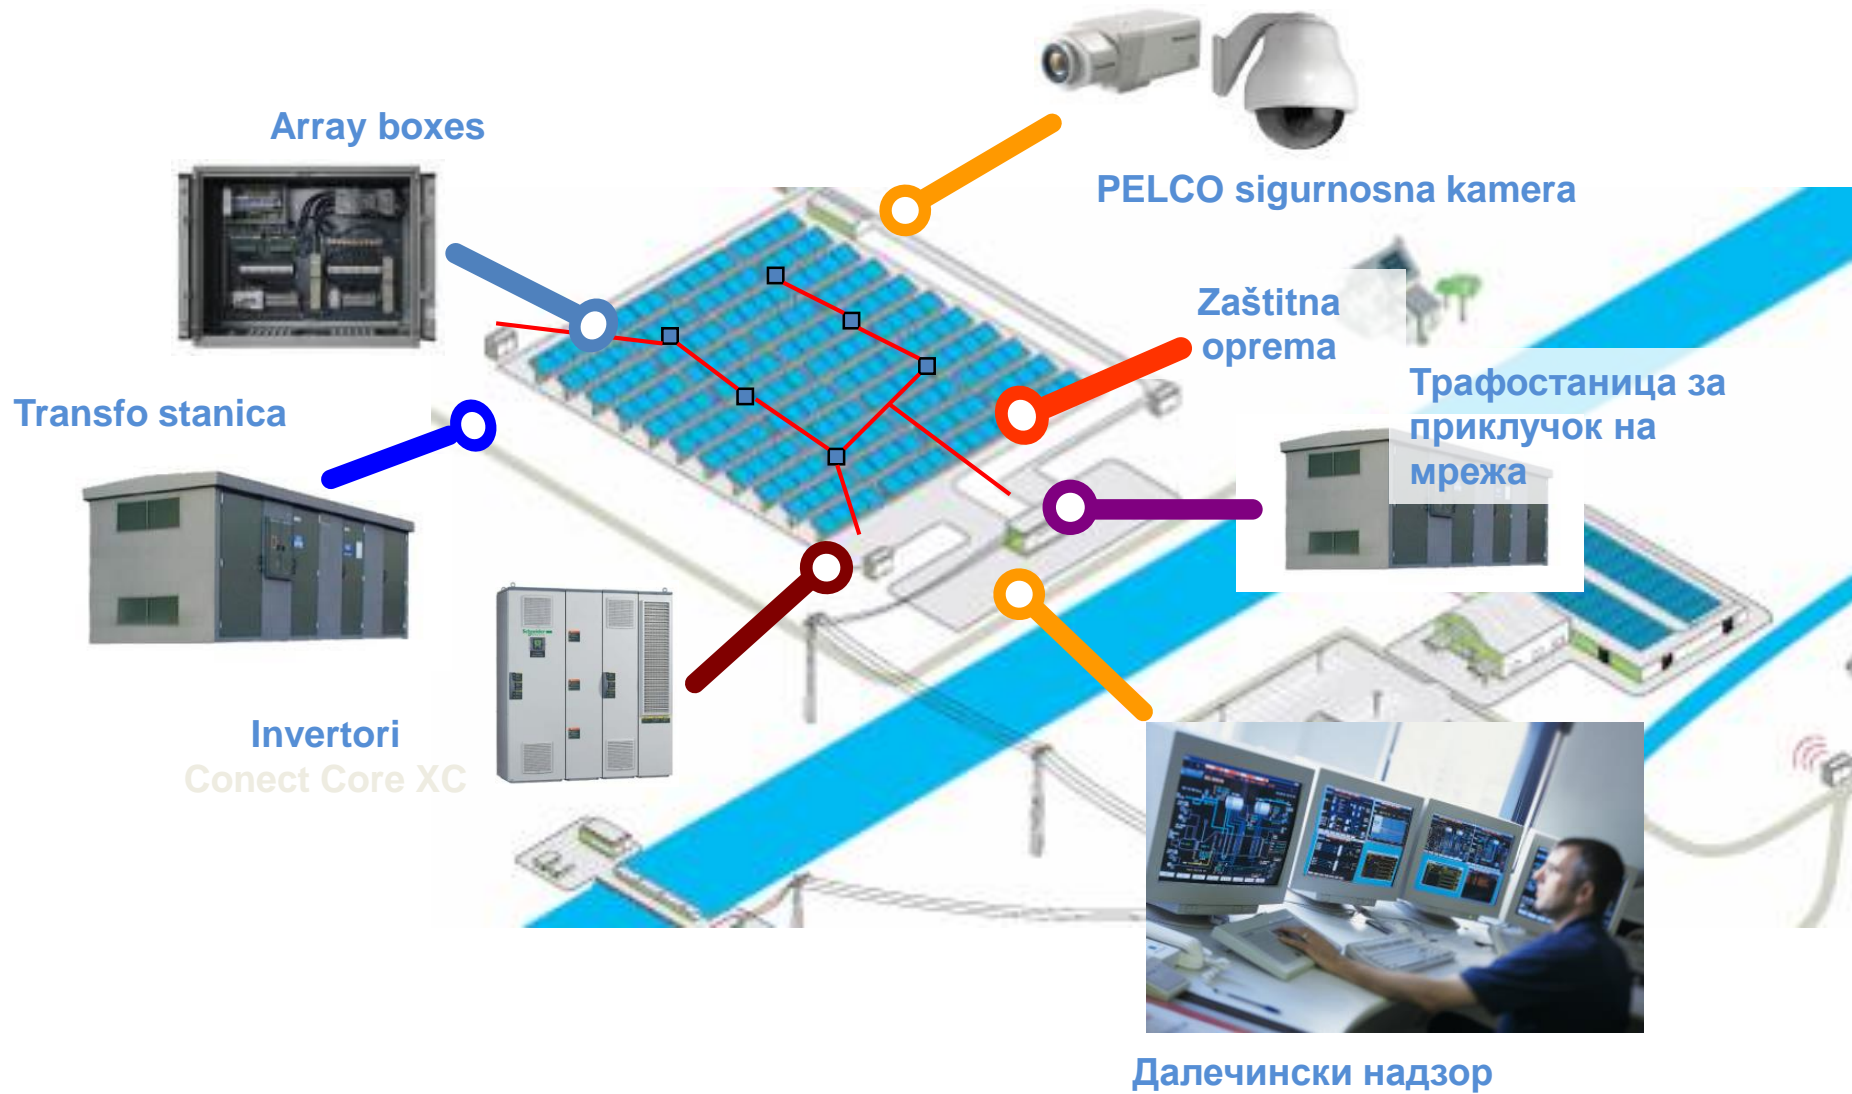 Array boxes
PELCO sigurnosna kamera
Zaštitna
oprema
Трафостаница за
приклучок на
мрежа
Transfo stanica
Invertori
Conect Core XC
Далечински надзор